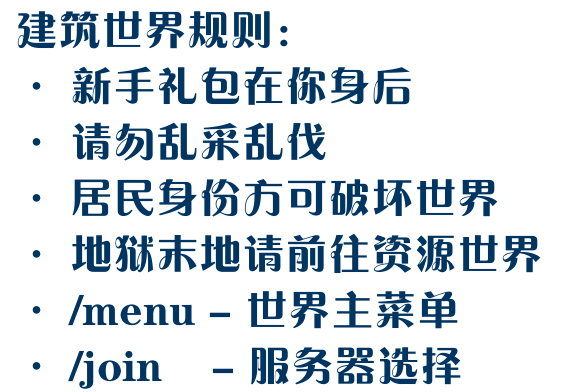 建筑世界规则：
· 新手礼包在你身后
· 请勿乱采乱伐
· 居民身份方可破坏世界
· 地狱末地请前往资源世界
· /menu - 世界主菜单
· /join - 服务器选择